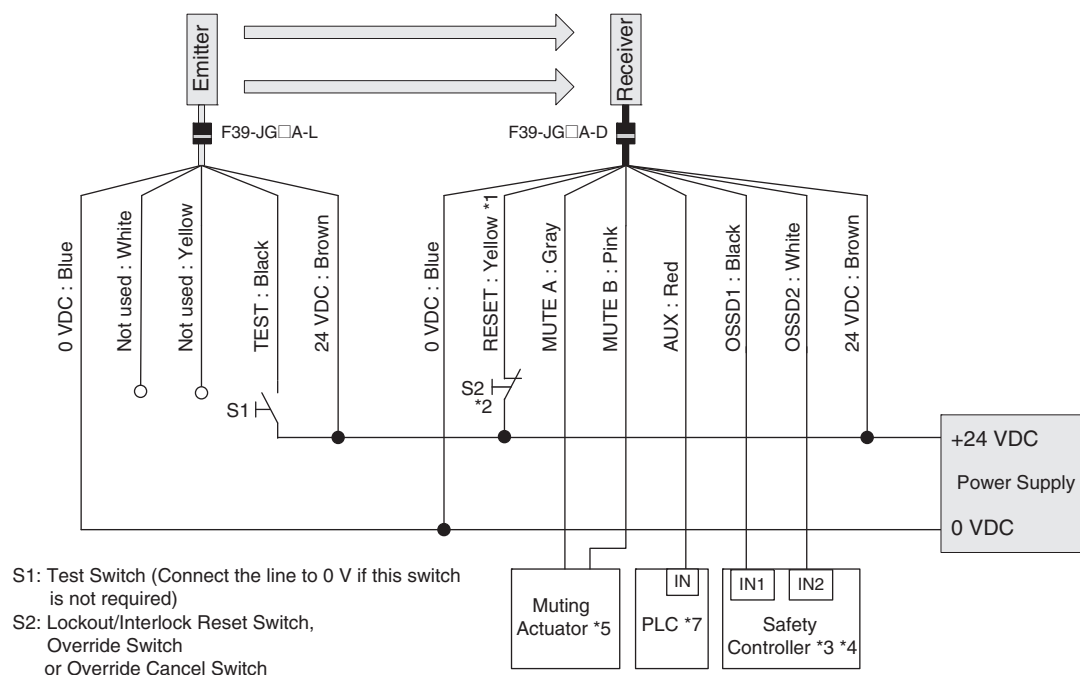 Emitter
Receiver
F39-JG□A-L
F39-JG□A-D
0 VDC : Blue
Not used : White
Not used : Yellow
TEST : Black
24 VDC : Brown
0 VDC : Blue
RESET : Yellow *1
MUTE A : Gray
MUTE B : Pink
AUX : Red
OSSD1 : Black
OSSD2 : White
24 VDC : Brown
S1
S2
*2
+24 VDC
Power Supply
0 VDC
S1: Test Switch (Connect the line to 0 V if this switch
is not required)
S2: Lockout/Interlock Reset Switch,
Override Switch
or Override Cancel Switch
Muting
Actuator *5
IN
PLC *7
IN1
IN2
Safety
Controller *3 *4